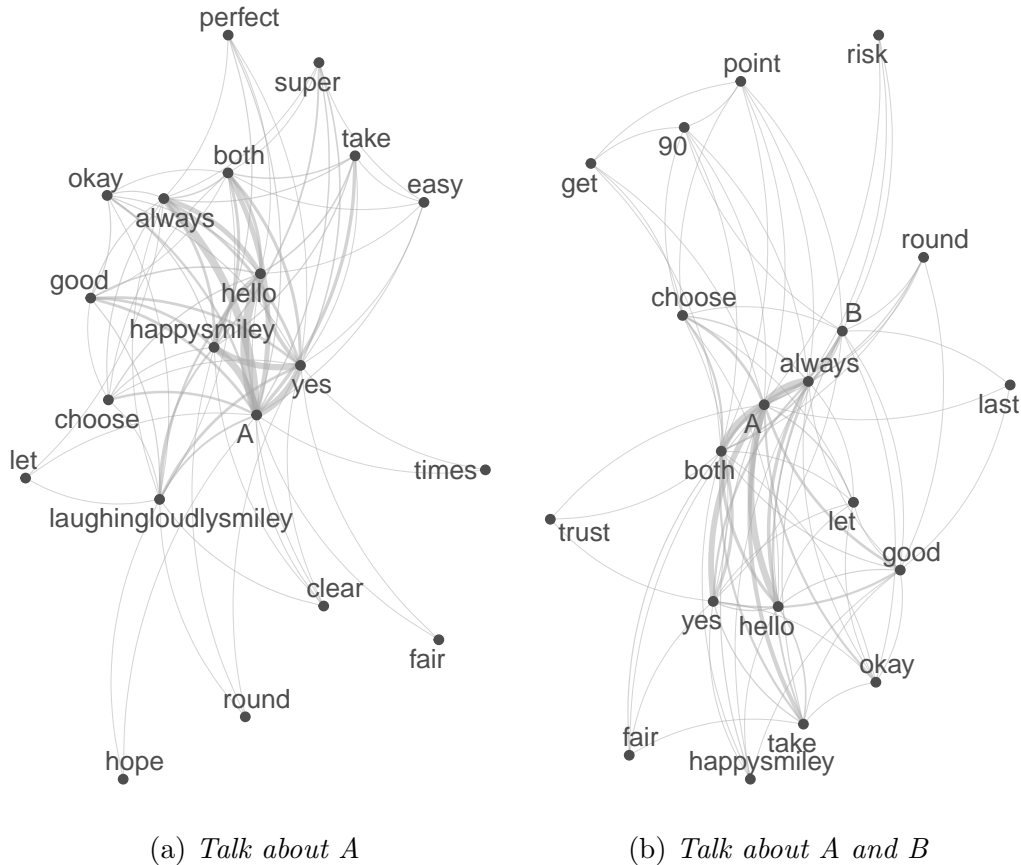 perfect
super
take
both
okay
easy
always
good
hello
happysmiley
yes
choose
A
let
times
laughingloudlysmiley
clear
fair
round
hope
risk
point
90
get
round
choose
B
always
last
A
both
let
trust
good
yes
hello
okay
fair
take
happysmiley
(a) Talk about A
(b) Talk about A and B